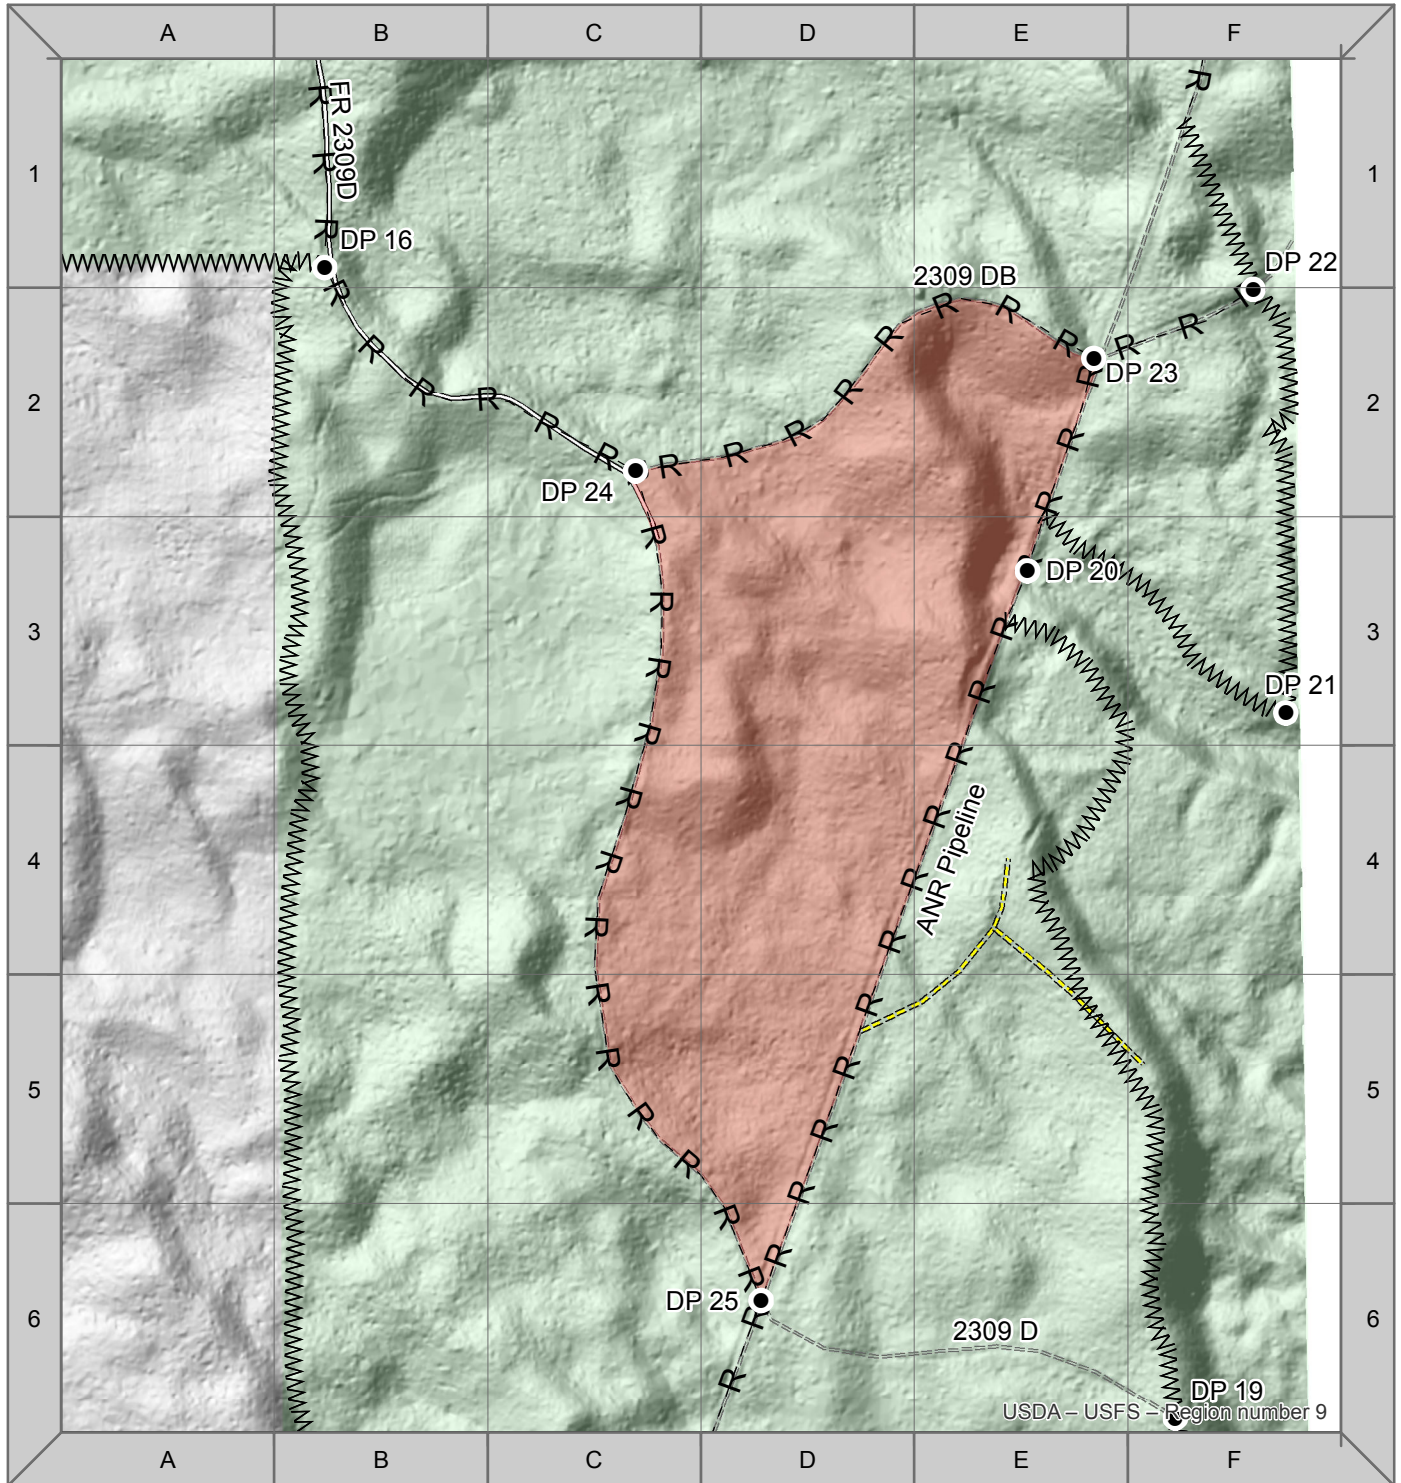 A B C D E F
1 1
FR 2309D
R
R
R
R
DP 16
DP 22
2309 DB
R R R R R R R R
DP 23
2 2
R R R R R R R
R R R R
DP 24
R
R
R
DP 20
3 3
R
R
R
DP 21
R
R
R
R
R
ANR Pipeline
4 4
R
R
R
R
R
R
R
5 5
R
R
R
R
R
R
R
R
R
DP 25
R
6 6
2309 D
R
DP 19
USDA – USFS – Region number 9
A B C D E F